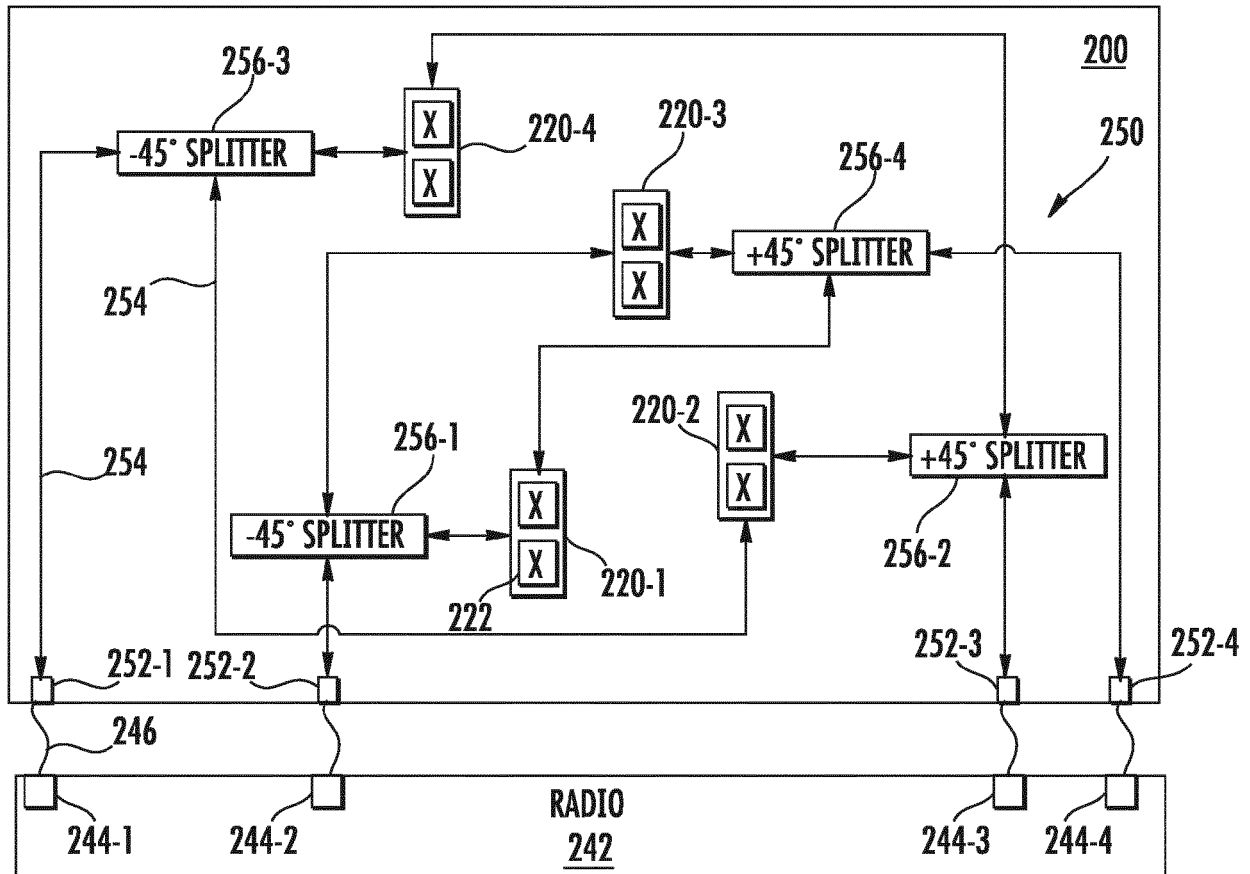 200
256-3
-45° SPLITTER
X
X
220-4
220-3
256-4
250
X
X
+45° SPLITTER
254
220-2
X
X
256-1
254
+45° SPLITTER
-45° SPLITTER
X
X
256-2
222
220-1
252-1
252-2
252-3
252-4
246
RADIO
242
244-1
244-2
244-3
244-4